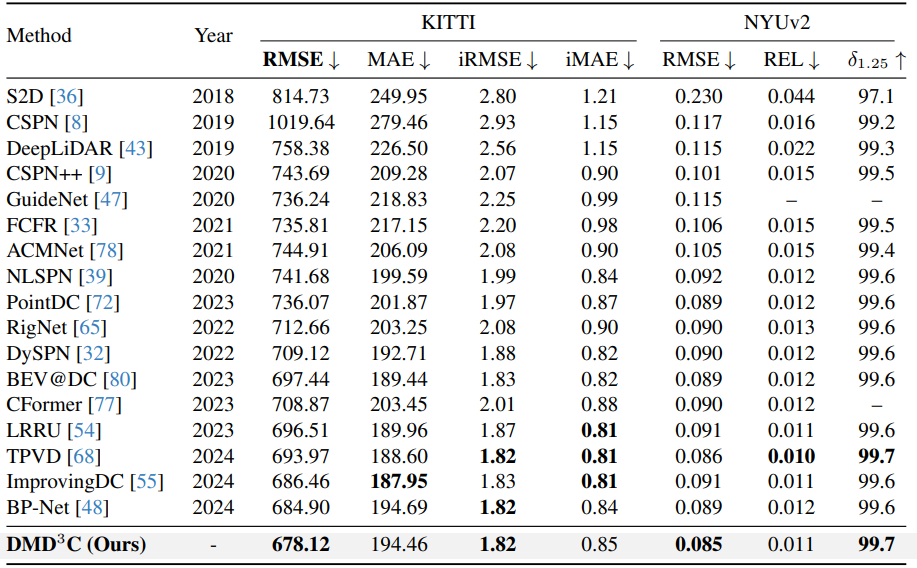 Method Year KITTI NYUv2
RMSE ↓ MAE ↓ iRMSE ↓ iMAE ↓ RMSE ↓ REL ↓ δ1.25 ↑
S2D [36] 2018 814.73 249.95 2.80 1.21 0.230 0.044 97.1
CSPN [8] 2019 1019.64 279.46 2.93 1.15 0.117 0.016 99.2
DeepLiDAR [43] 2019 758.38 226.50 2.56 1.15 0.115 0.022 99.3
CSPN++ [9] 2020 743.69 209.28 2.07 0.90 0.101 0.015 99.5
GuideNet [47] 2020 736.24 218.83 2.25 0.99 0.115 – –
FCFR [33] 2021 735.81 217.15 2.20 0.98 0.106 0.015 99.5
ACMNet [78] 2021 744.91 206.09 2.08 0.90 0.105 0.015 99.4
NLSPN [39] 2020 741.68 199.59 1.99 0.84 0.092 0.012 99.6
PointDC [72] 2023 736.07 201.87 1.97 0.87 0.089 0.012 99.6
RigNet [65] 2022 712.66 203.25 2.08 0.90 0.090 0.013 99.6
DySPN [32] 2022 709.12 192.71 1.88 0.82 0.090 0.012 99.6
BEV@DC [80] 2023 697.44 189.44 1.83 0.82 0.089 0.012 99.6
CFormer [77] 2023 708.87 203.45 2.01 0.88 0.090 0.012 –
LRRU [54] 2023 696.51 189.96 1.87 0.81 0.091 0.011 99.6
TPVD [68] 2024 693.97 188.60 1.82 0.81 0.086 0.010 99.7
ImprovingDC [55] 2024 686.46 187.95 1.83 0.81 0.091 0.011 99.6
BP-Net [48] 2024 684.90 194.69 1.82 0.84 0.089 0.012 99.6
DMD³C (Ours) - 678.12 194.46 1.82 0.85 0.085 0.011 99.7